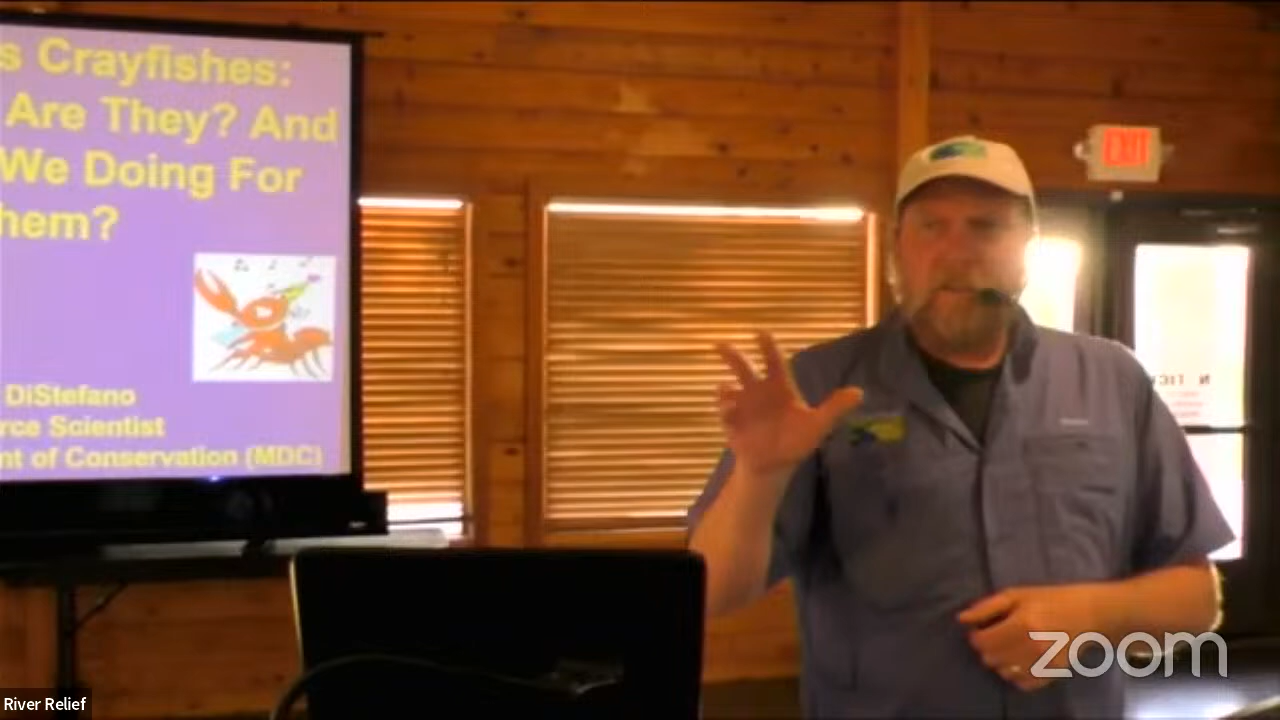 s Crayfishes:
Are They? And
We Doing For
hem?
DiStefano
rce Scientist
nt of Conservation (MDC)
EXIT
zoom
River Relief